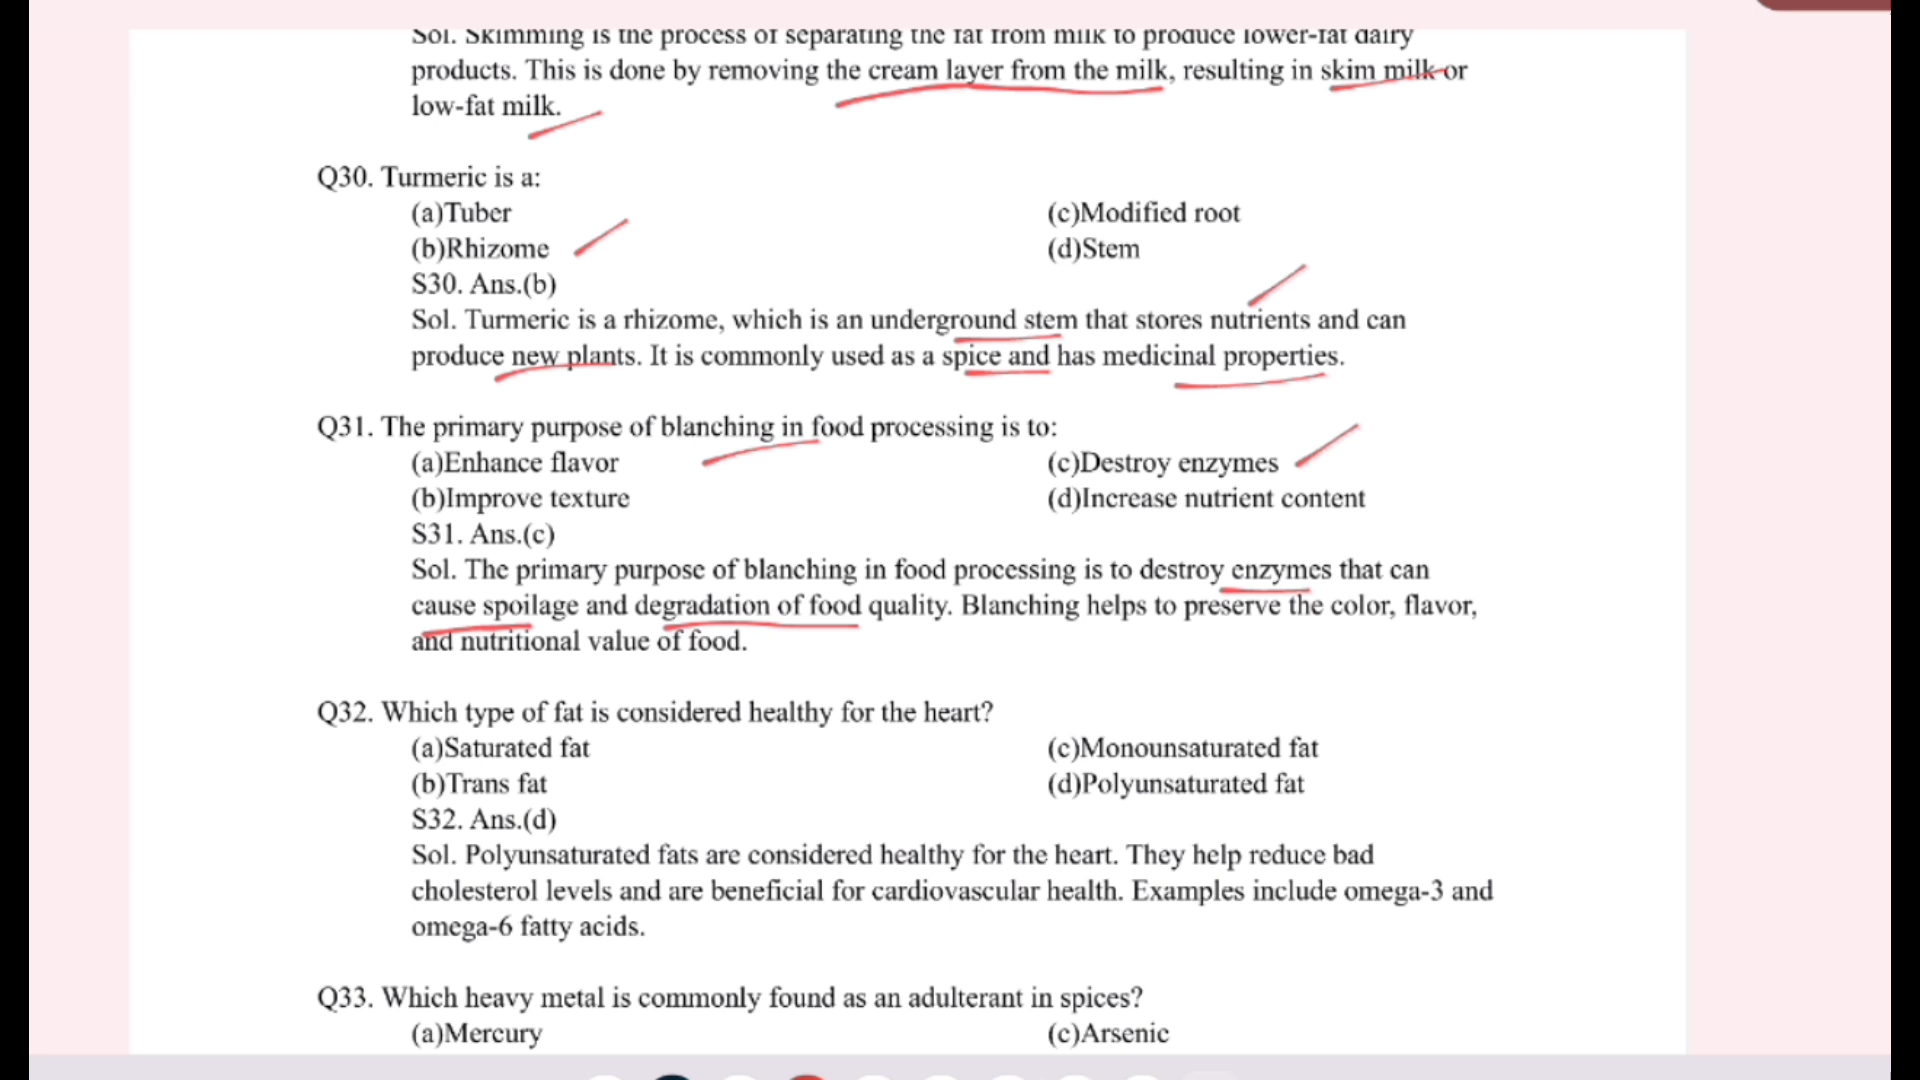 Sol. Skimming is the process of separating the fat from milk to produce lower-fat dairy
products. This is done by removing the cream layer from the milk, resulting in skim milk or
low-fat milk.
Q30. Turmeric is a:
(a)Tuber (c)Modified root
(b)Rhizome (d)Stem
S30. Ans.(b)
Sol. Turmeric is a rhizome, which is an underground stem that stores nutrients and can
produce new plants. It is commonly used as a spice and has medicinal properties.
Q31. The primary purpose of blanching in food processing is to:
(a)Enhance flavor (c)Destroy enzymes
(b)Improve texture (d)Increase nutrient content
S31. Ans.(c)
Sol. The primary purpose of blanching in food processing is to destroy enzymes that can
cause spoilage and degradation of food quality. Blanching helps to preserve the color, flavor,
and nutritional value of food.
Q32. Which type of fat is considered healthy for the heart?
(a)Saturated fat (c)Monounsaturated fat
(b)Trans fat (d)Polyunsaturated fat
S32. Ans.(d)
Sol. Polyunsaturated fats are considered healthy for the heart. They help reduce bad
cholesterol levels and are beneficial for cardiovascular health. Examples include omega-3 and
omega-6 fatty acids.
Q33. Which heavy metal is commonly found as an adulterant in spices?
(a)Mercury (c)Arsenic